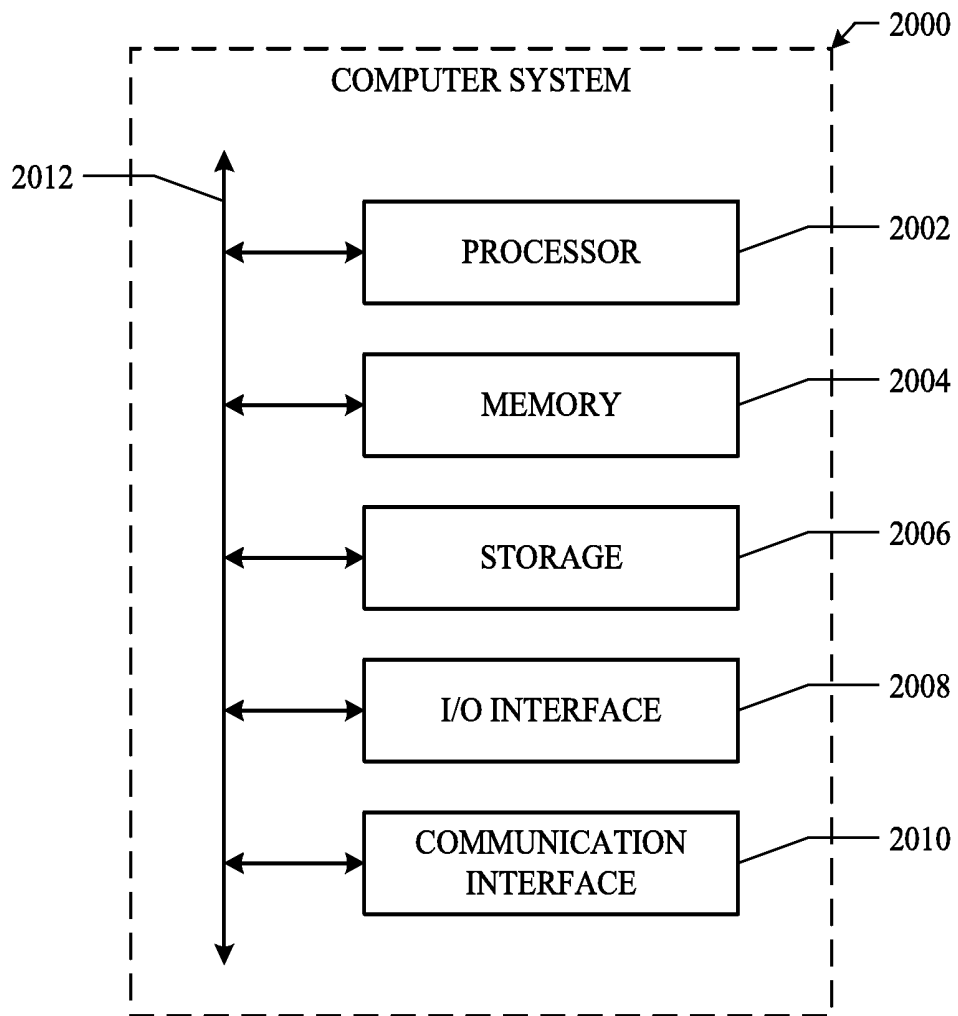 2000
COMPUTER SYSTEM
2012
PROCESSOR
2002
MEMORY
2004
STORAGE
2006
I/O INTERFACE
2008
COMMUNICATION
INTERFACE
2010